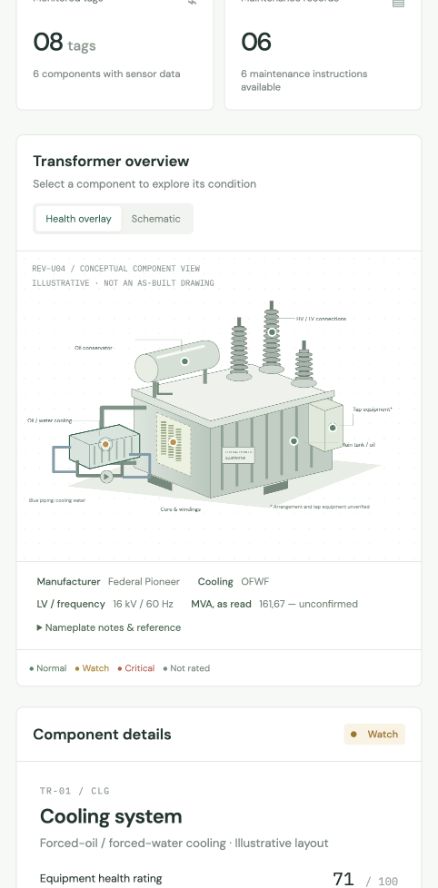 Monitored tags
Maintenance records
08 tags
6 components with sensor data
06
6 maintenance instructions
available
Transformer overview
Select a component to explore its condition
Health overlay
Schematic
REV-U04 / CONCEPTUAL COMPONENT VIEW
ILLUSTRATIVE · NOT AN AS-BUILT DRAWING
HV / LV connections
Oil conservator
Tap equipment*
Oil / water cooling
Main tank / oil
Blue piping: cooling water
Core & windings
* Arrangement and tap equipment unverified
Manufacturer Federal Pioneer Cooling OFWF
LV / frequency 16 kV / 60 Hz MVA, as read 161,67 — unconfirmed
▶ Nameplate notes & reference
Normal Watch Critical Not rated
Component details
Watch
TR-01 / CLG
Cooling system
Forced-oil / forced-water cooling · Illustrative layout
Equipment health rating
71 / 100